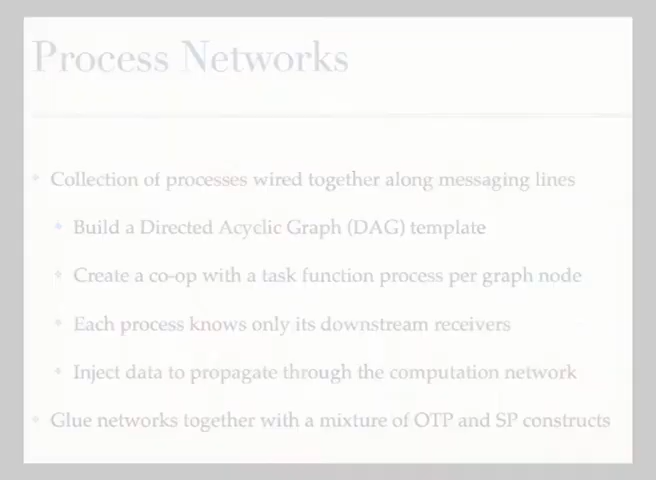 Process Networks
Collection of processes wired together along messaging lines
Build a Directed Acyclic Graph (DAG) template
Create a co-op with a task function process per graph node
Each process knows only its downstream receivers
Inject data to propagate through the computation network
Glue networks together with a mixture of OTP and SP constructs